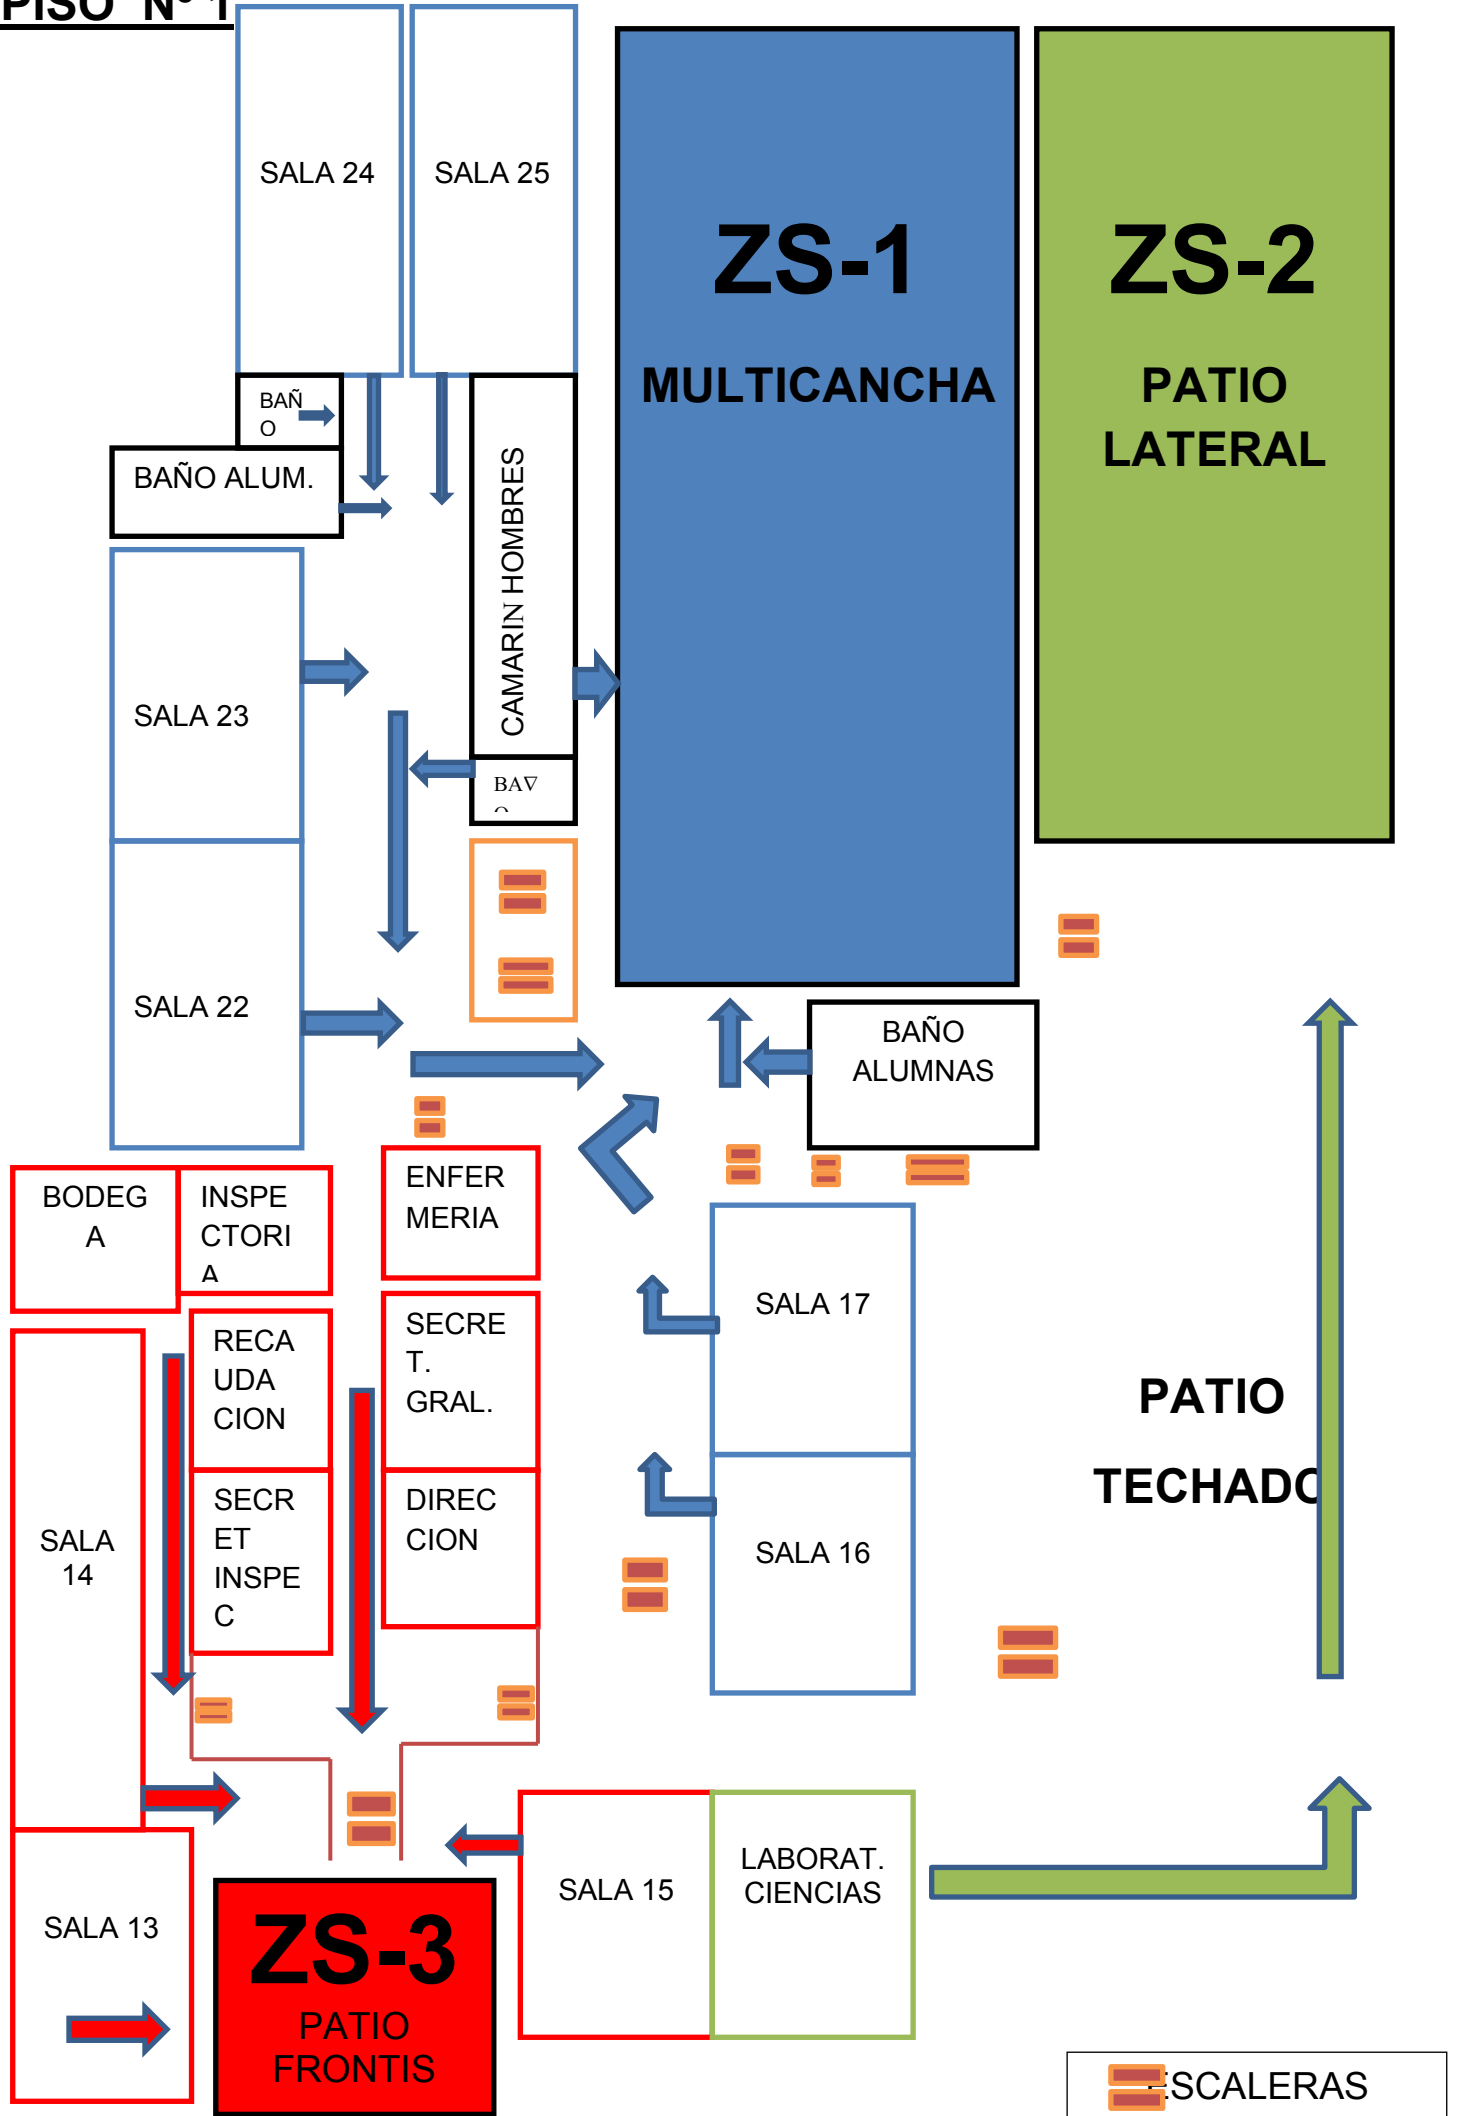 PISO Nº 1
SALA 24
SALA 25
ZS-1
MULTICANCHA
ZS-2
PATIO
LATERAL
BAÑ
O
BAÑO ALUM.
CAMARIN HOMBRES
SALA 23
BA∇
O
SALA 22
BAÑO
ALUMNAS
ENFER
MERIA
BODEG
A
INSPE
CTORI
A
RECA
UDA
CION
SECRE
T.
GRAL.
SALA 17
PATIO
TECHADO
SALA
14
SECR
ET
INSPE
C
DIREC
CION
SALA 16
SALA 13
ZS-3
PATIO
FRONTIS
SALA 15
LABORAT.
CIENCIAS
ESCALERAS